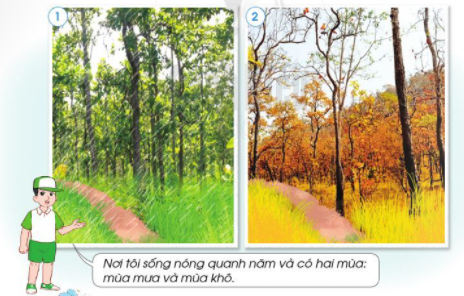 1
2
Nơi tôi sống nóng quanh năm và có hai mùa:
mùa mưa và mùa khô.